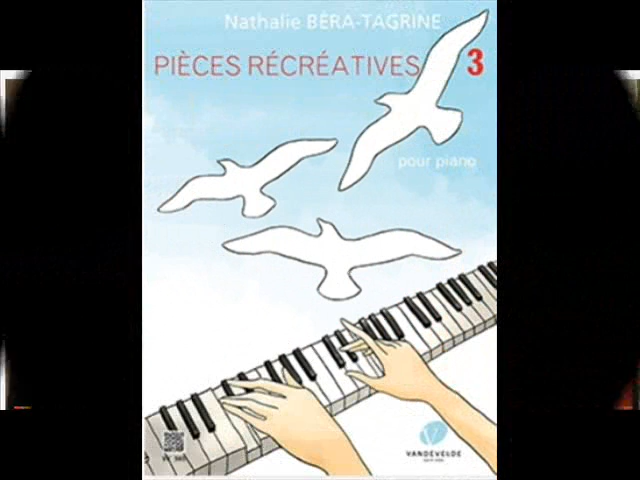 Nathalie BÉRA-TAGRINE
PIÈCES RÉCRÉATIVES 3
pour piano
VANDEVELDE